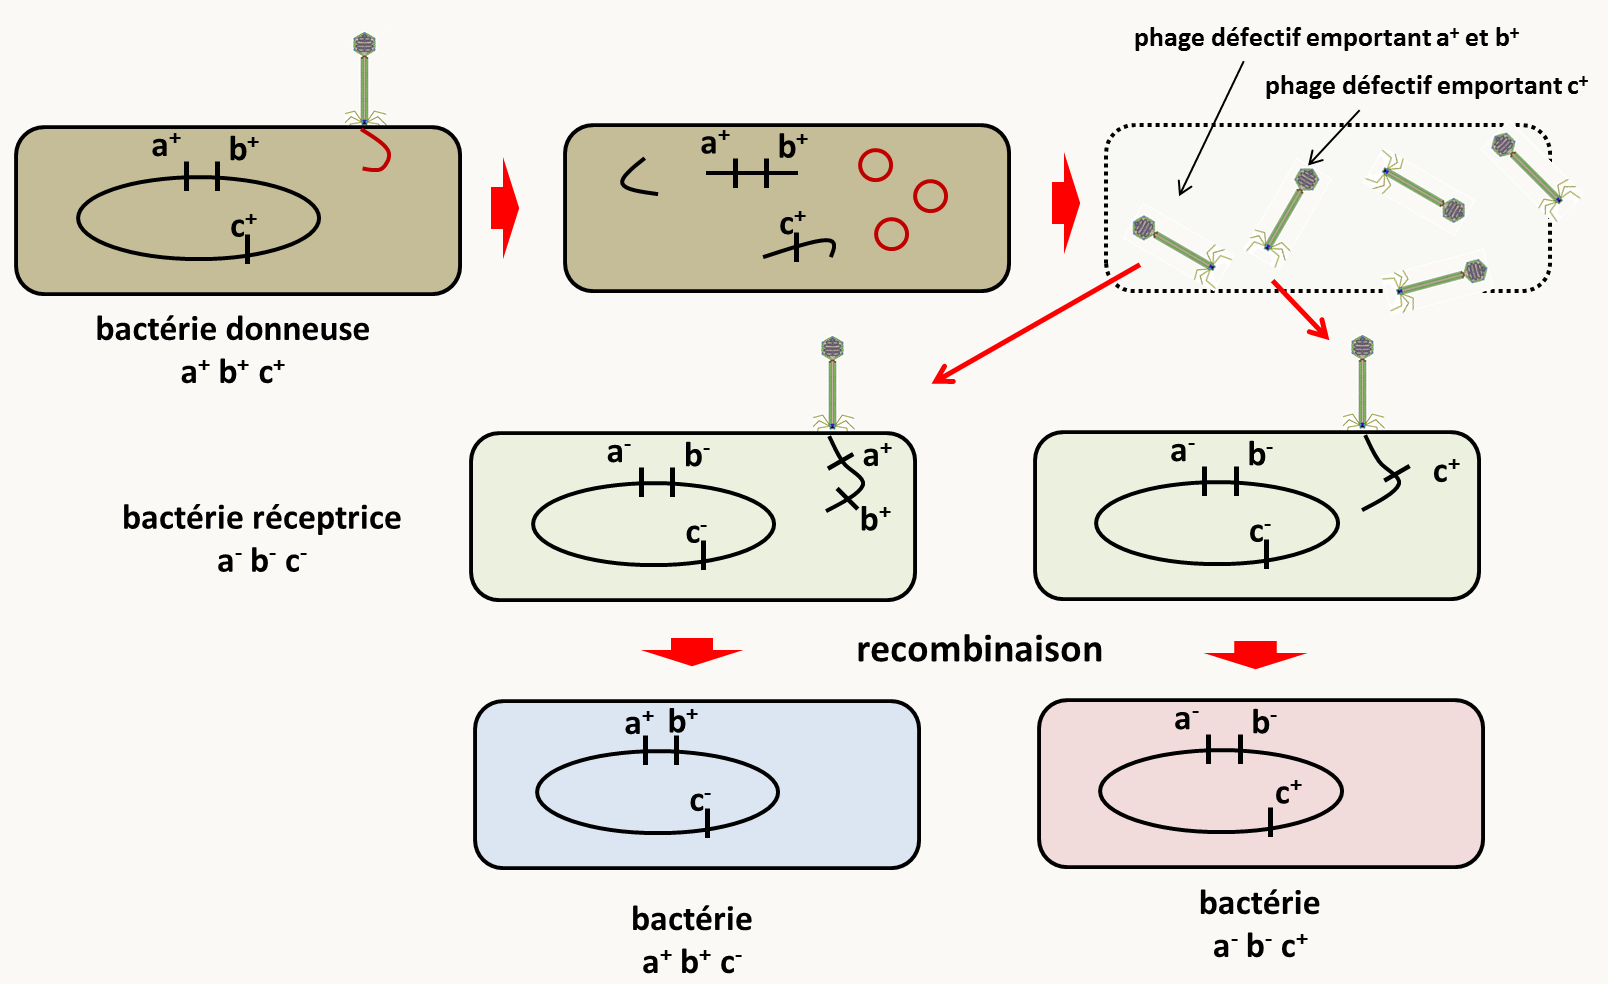 phage défectif emportant a⁺ et b⁺
phage défectif emportant c⁺
a⁺ b⁺
c⁺
a⁺ b⁺
c⁺
bactérie donneuse
a⁺ b⁺ c⁺
bactérie réceptrice
a⁻ b⁻ c⁻
a⁻ b⁻
c⁻
a⁺
b⁺
a⁻ b⁻
c⁻
c⁺
recombinaison
a⁺ b⁺
c⁻
a⁻ b⁻
c⁺
bactérie
a⁺ b⁺ c⁻
bactérie
a⁻ b⁻ c⁺